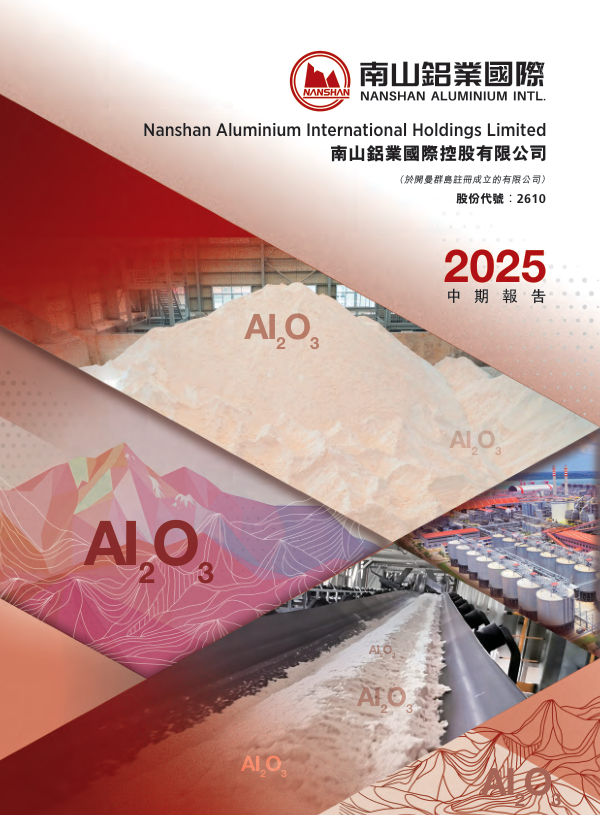 NANSHAN
南山鋁業國際
NANSHAN ALUMINIUM INTL.
Nanshan Aluminium International Holdings Limited
南山鋁業國際控股有限公司
（於開曼群島註冊成立的有限公司）
股份代號：2610
2025
中期報告
Al₂O₃
Al₂O₃
Al₂O₃
Al₂O₃
Al₂O₃
Al₂O₃
Al₂O₃